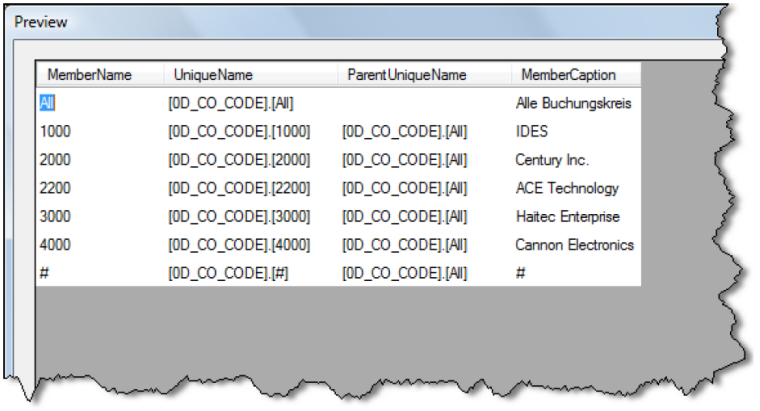 Preview
MemberName UniqueName ParentUniqueName MemberCaption
All [0D_CO_CODE].[All] Alle Buchungskreis
1000 [0D_CO_CODE].[1000] [0D_CO_CODE].[All] IDES
2000 [0D_CO_CODE].[2000] [0D_CO_CODE].[All] Century Inc.
2200 [0D_CO_CODE].[2200] [0D_CO_CODE].[All] ACE Technology
3000 [0D_CO_CODE].[3000] [0D_CO_CODE].[All] Haitec Enterprise
4000 [0D_CO_CODE].[4000] [0D_CO_CODE].[All] Cannon Electronics
# [0D_CO_CODE].[#] [0D_CO_CODE].[All] #